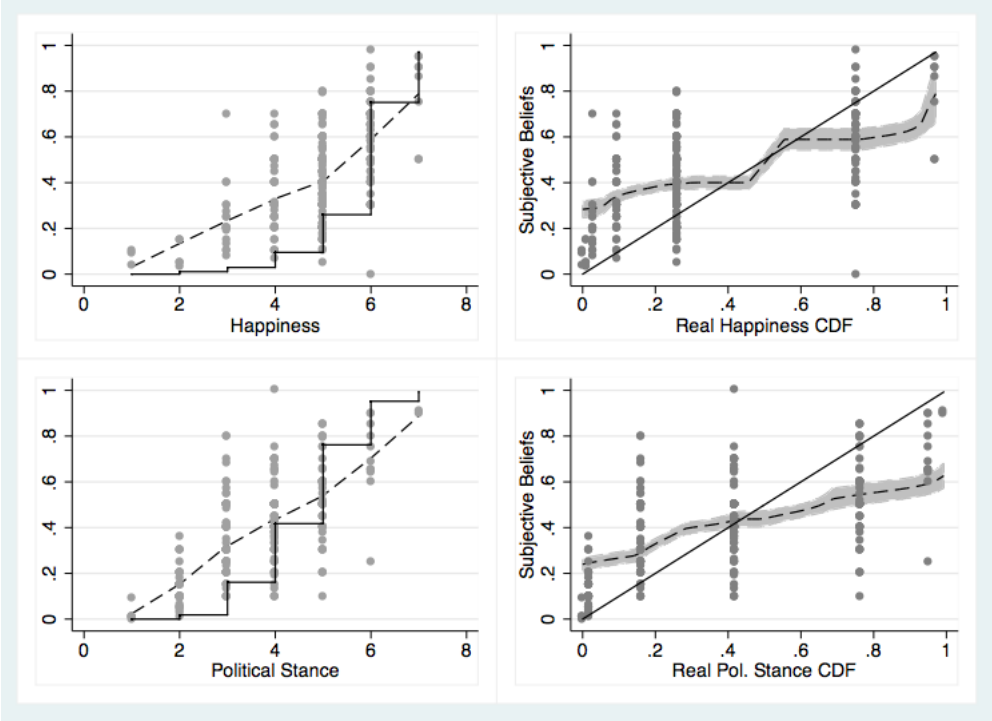 1
.8
.6
.4
.2
0
0 2 4 6 8
Happiness
Subjective Beliefs
1
.8
.6
.4
.2
0
0 .2 .4 .6 .8 1
Real Happiness CDF
1
.8
.6
.4
.2
0
0 2 4 6 8
Political Stance
Subjective Beliefs
1
.8
.6
.4
.2
0
0 .2 .4 .6 .8 1
Real Pol. Stance CDF